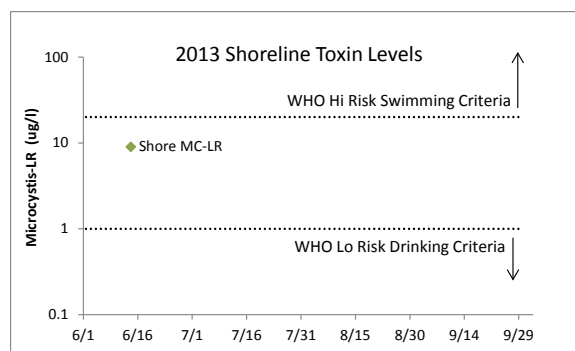 2013 Shoreline Toxin Levels
100
WHO Hi Risk Swimming Criteria
10
Shore MC-LR
Microcystis-LR (ug/l)
1
WHO Lo Risk Drinking Criteria
0.1
6/1 6/16 7/1 7/16 7/31 8/15 8/30 9/14 9/29